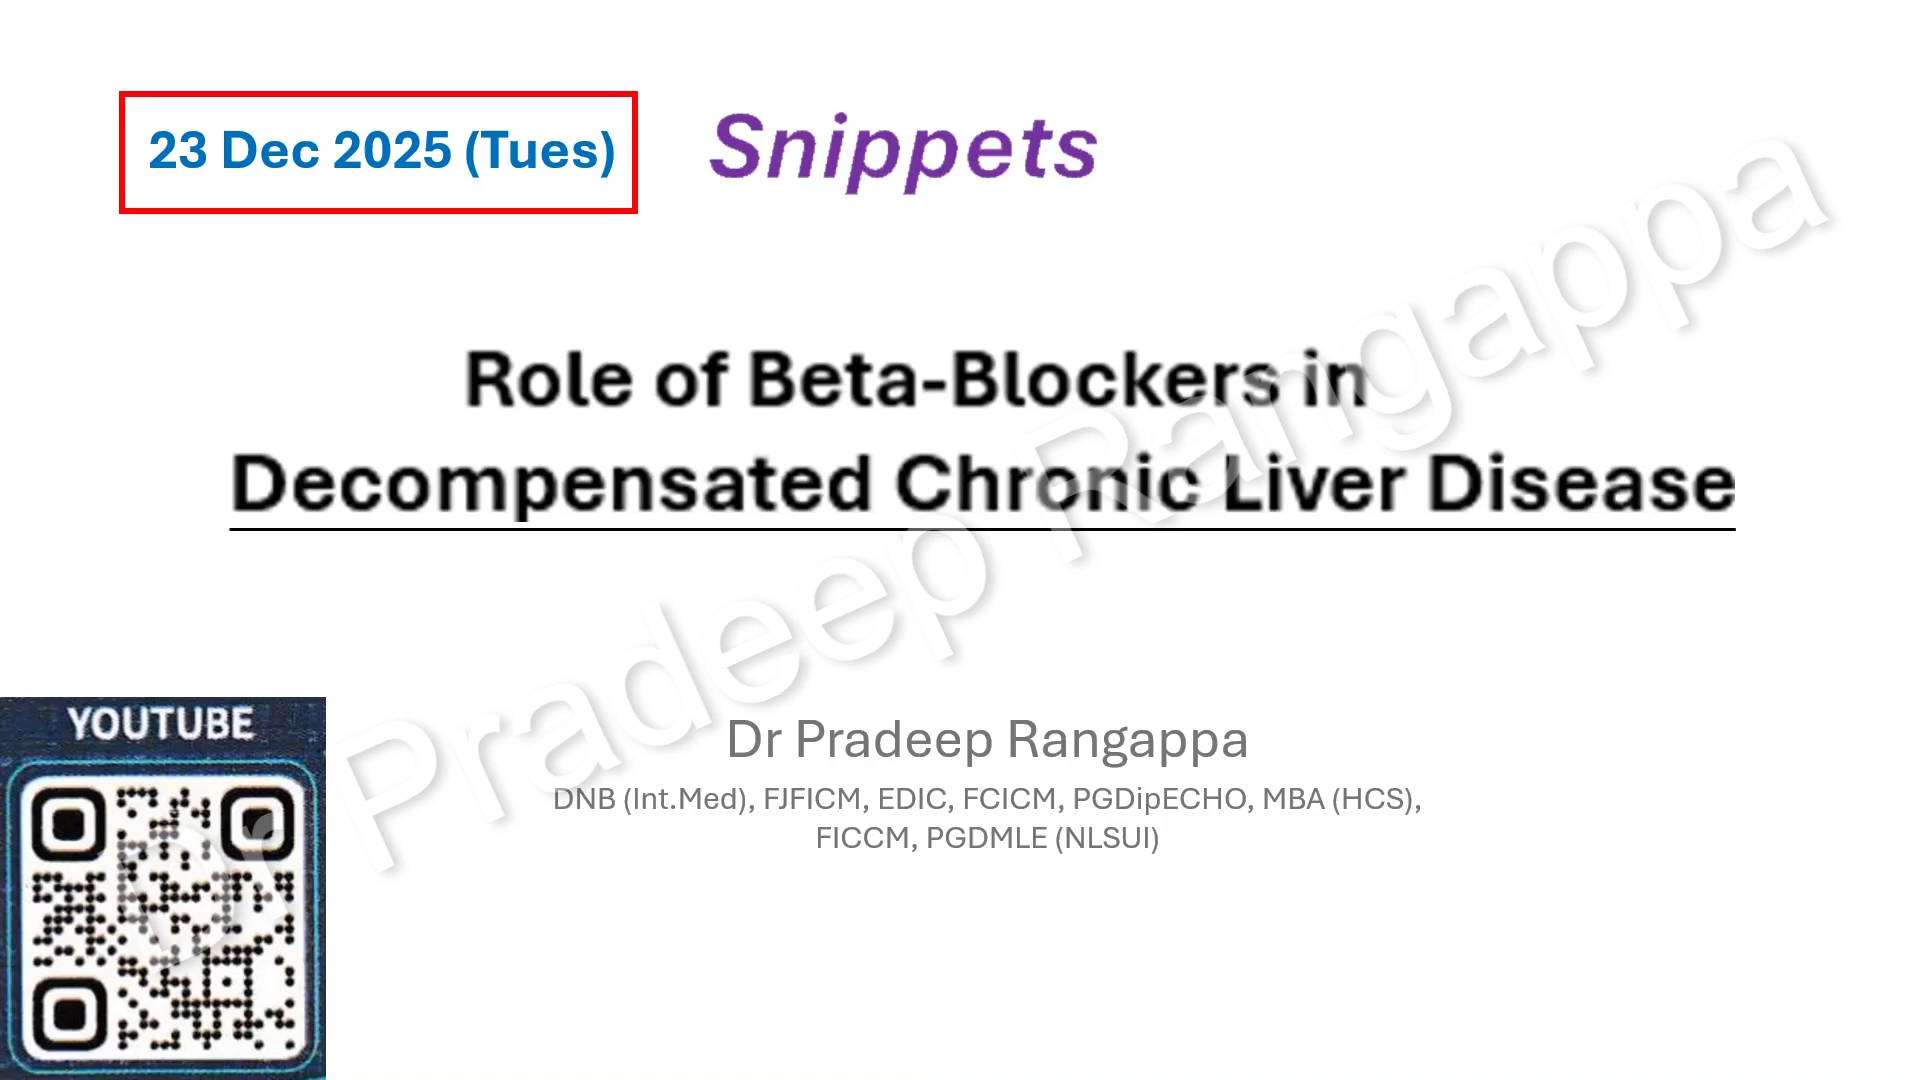 23 Dec 2025 (Tues)
Snippets
Role of Beta-Blockers in
Decompensated Chronic Liver Disease
Dr Pradeep Rangappa
YOUTUBE
Dr Pradeep Rangappa
DNB (Int.Med), FJFICM, EDIC, FCICM, PGDipECHO, MBA (HCS),
FICCM, PGDMLE (NLSUI)